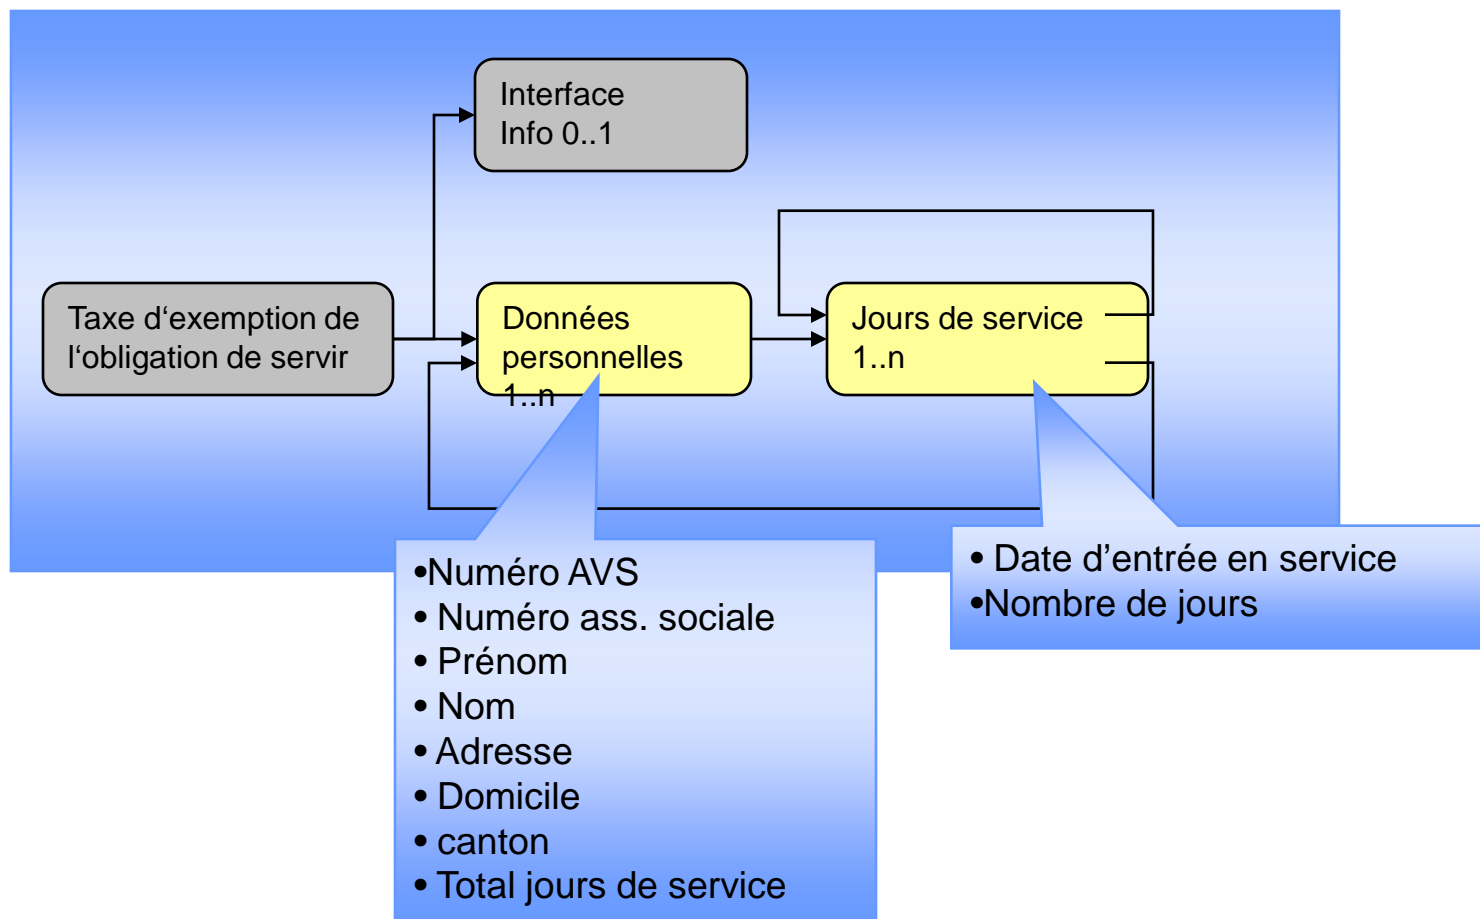 Interface
Info 0..1
Taxe d‘exemption de
l‘obligation de servir
Données
personnelles
1..n
Jours de service
1..n
•Numéro AVS
• Numéro ass. sociale
• Prénom
• Nom
• Adresse
• Domicile
• canton
• Total jours de service
• Date d’entrée en service
•Nombre de jours